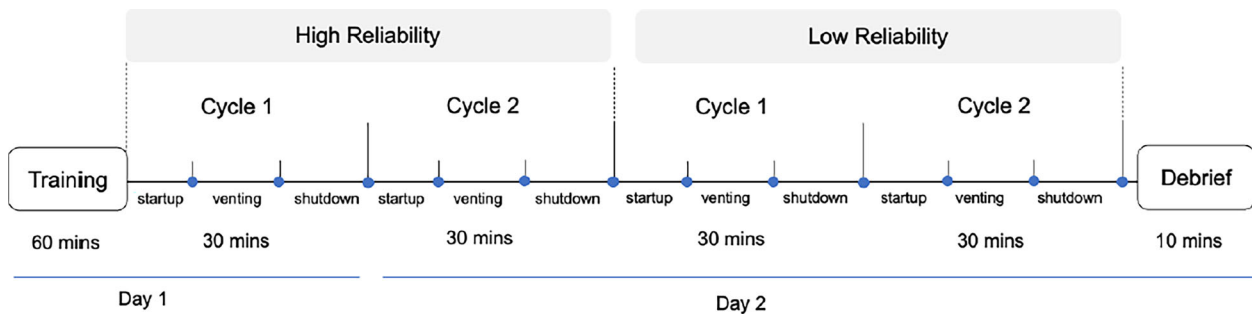 High Reliability Low Reliability
Cycle 1 Cycle 2 Cycle 1 Cycle 2
Training Debrief
startup venting shutdown startup venting shutdown startup venting shutdown startup venting shutdown
60 mins 30 mins 30 mins 30 mins 30 mins 10 mins
Day 1 Day 2